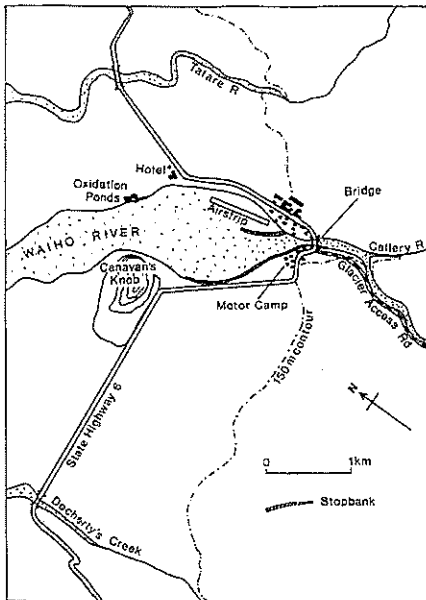 Tatare R
Hotel
Oxidation
Ponds
Airstrip
Bridge
WAIHO RIVER
Callery R
Canavan's
Knob
Glacier
Access Rd
Motor Camp
150m contour
N
State Highway 6
0 1km
Stopbank
Docherty's Creek